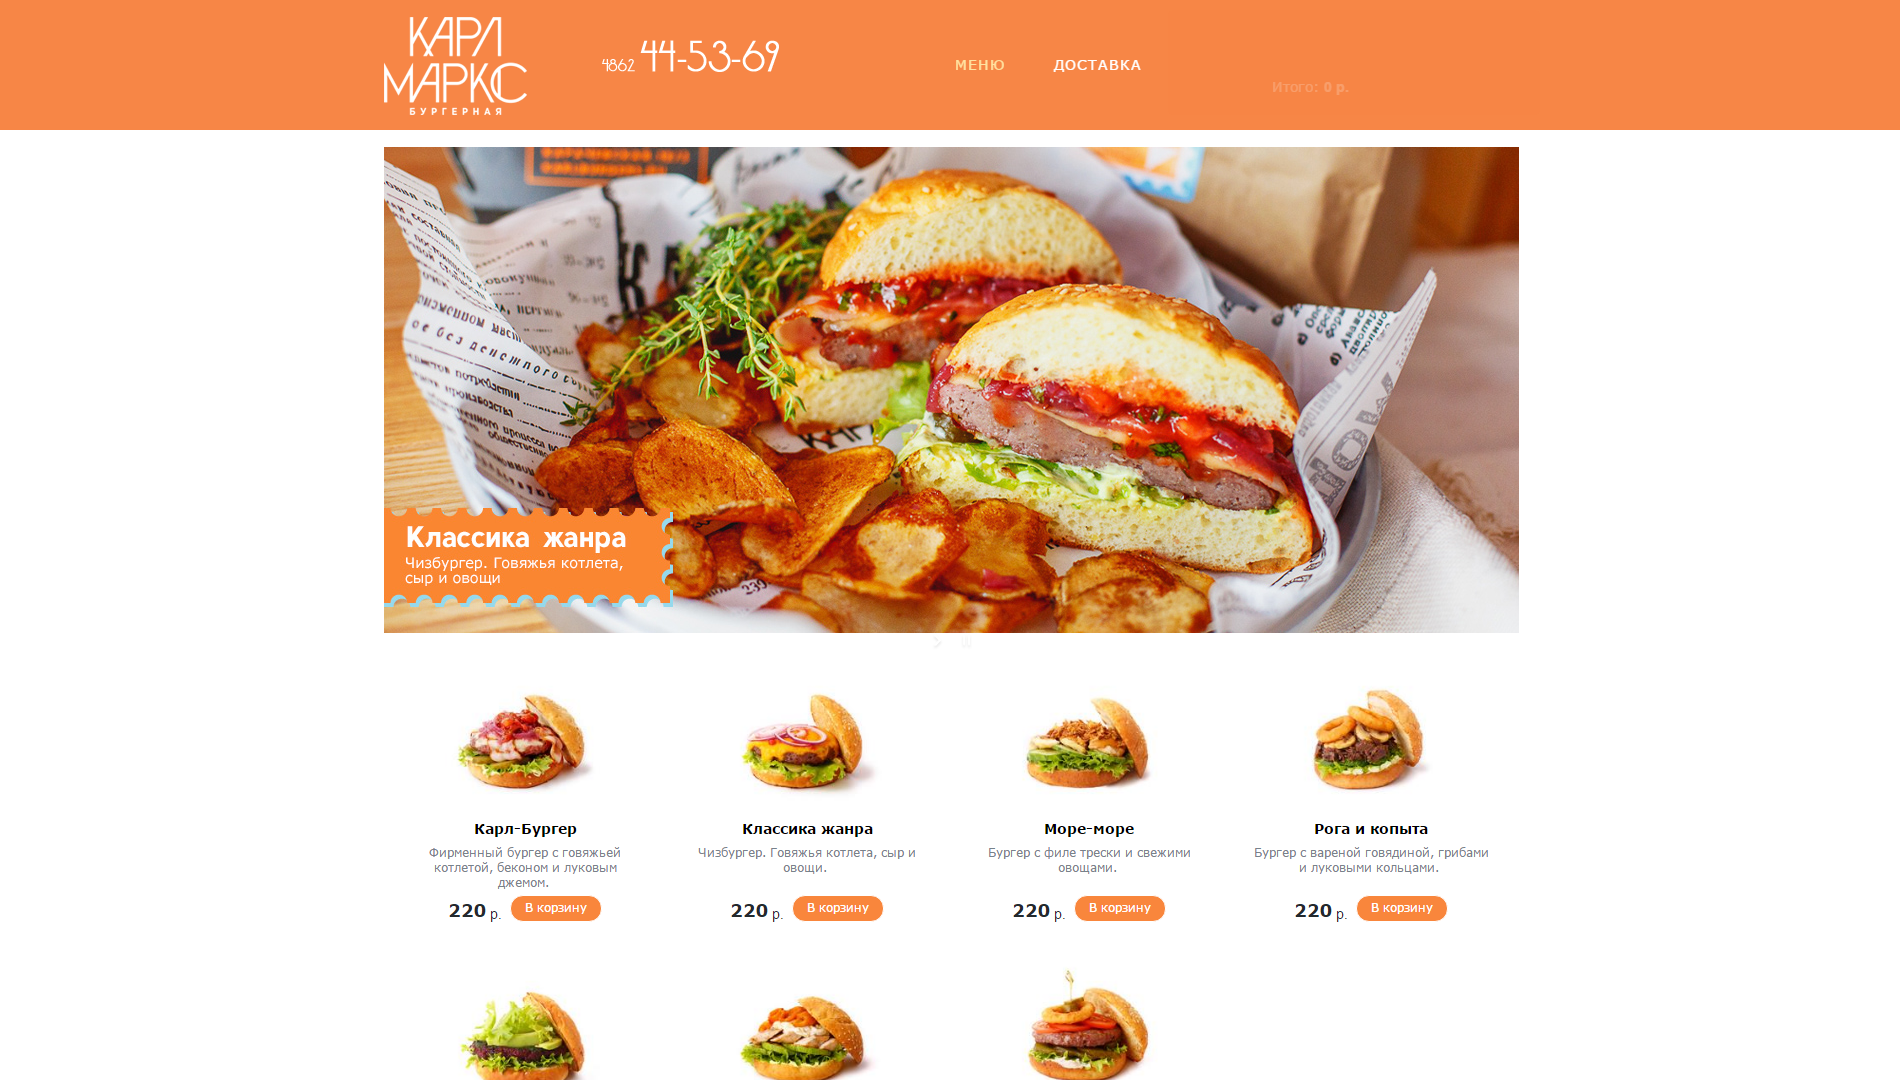 КАРЛ
МАРКС
БУРГЕРНАЯ
4862 44-53-69
МЕНЮ
ДОСТАВКА
Итого: 0 р.
Классика жанра
Чизбургер. Говяжья котлета,
сыр и овощи
Карл-Бургер
Фирменный бургер с говяжьей
котлетой, беконом и луковым
джемом.
220 р.
В корзину
Классика жанра
Чизбургер. Говяжья котлета, сыр и
овощи.
220 р.
В корзину
Море-море
Бургер с филе трески и свежими
овощами.
220 р.
В корзину
Рога и копыта
Бургер с вареной говядиной, грибами
и луковыми кольцами.
220 р.
В корзину